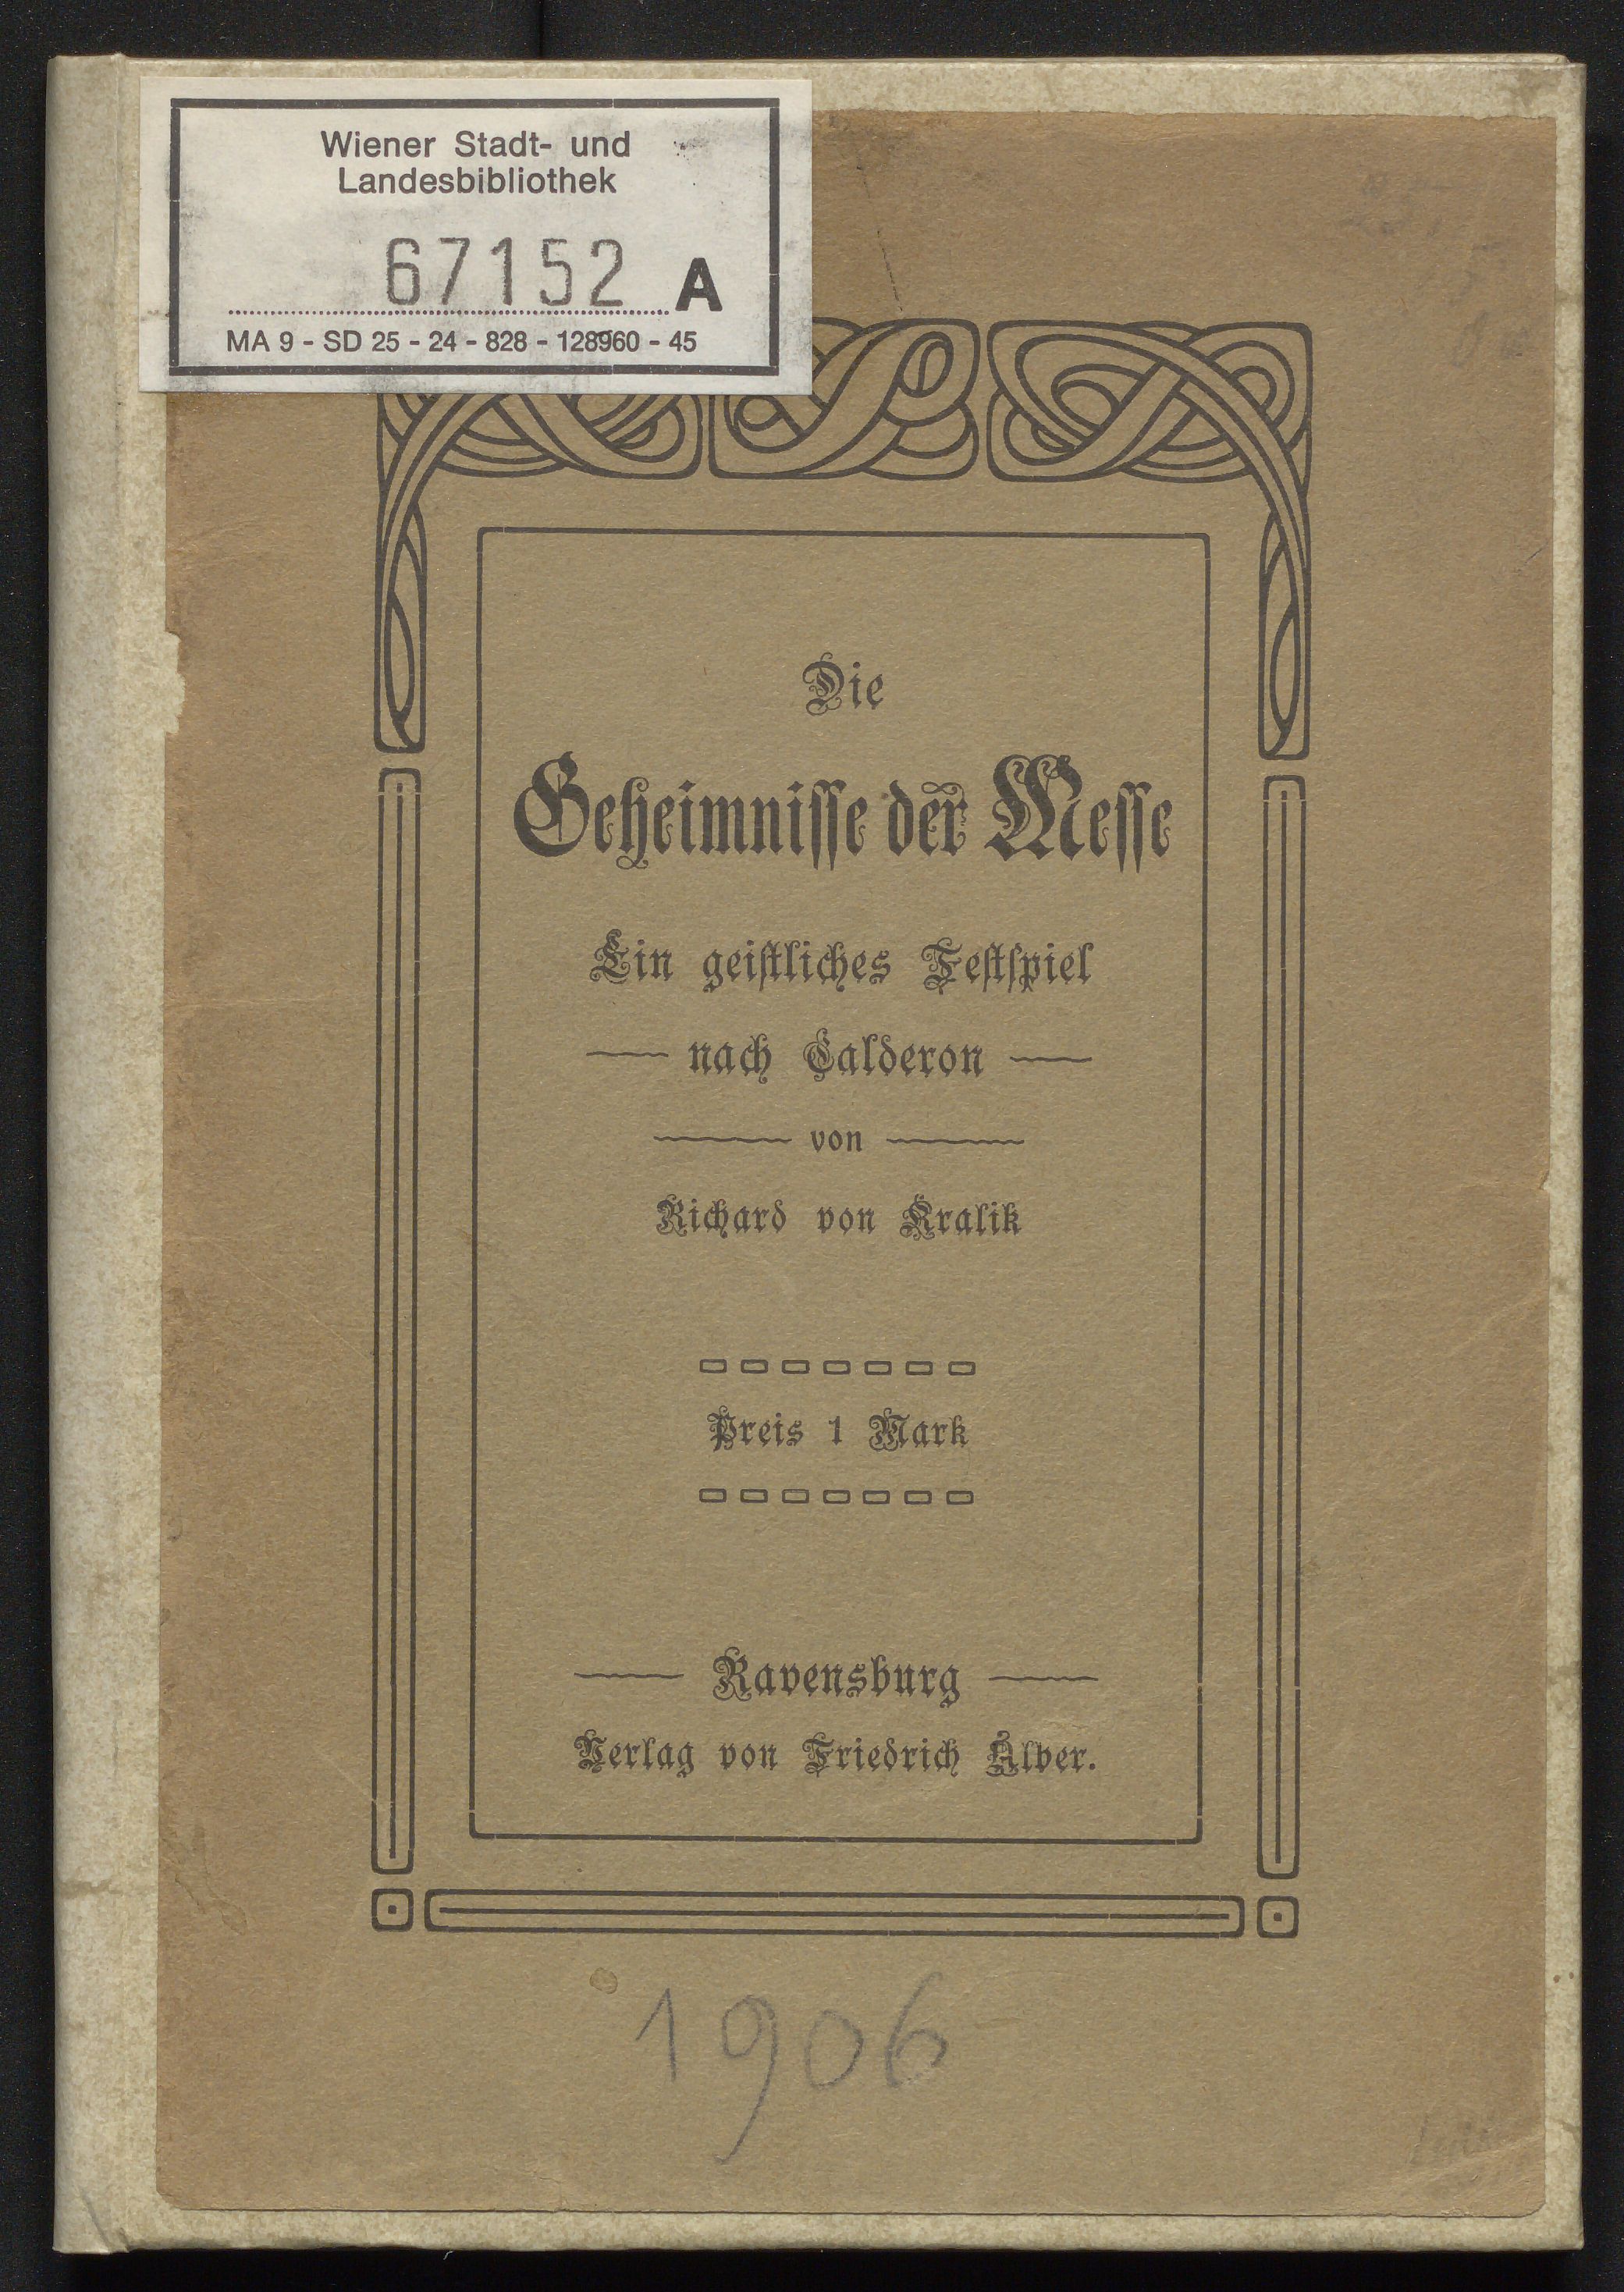 Wiener Stadt- und
Landesbibliothek
67152 A
MA 9 - SD 25 - 24 - 828 - 128960 - 45
Die
Geheimnisse der Messe
Ein geistliches Festspiel
nach Calderon
von
Richard von Kralik
Preis 1 Mark
Ravensburg
Verlag von Friedrich Alber.
1906